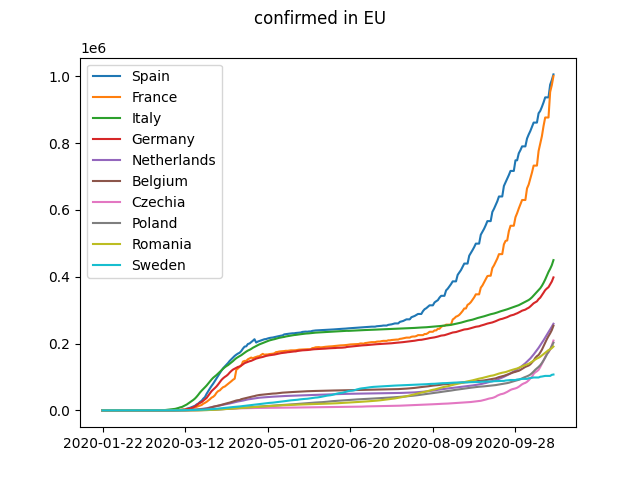 confirmed in EU
1e6
1.0
0.8
0.6
0.4
0.2
0.0
Spain
France
Italy
Germany
Netherlands
Belgium
Czechia
Poland
Romania
Sweden
2020-01-22 2020-03-12 2020-05-01 2020-06-20 2020-08-09 2020-09-28